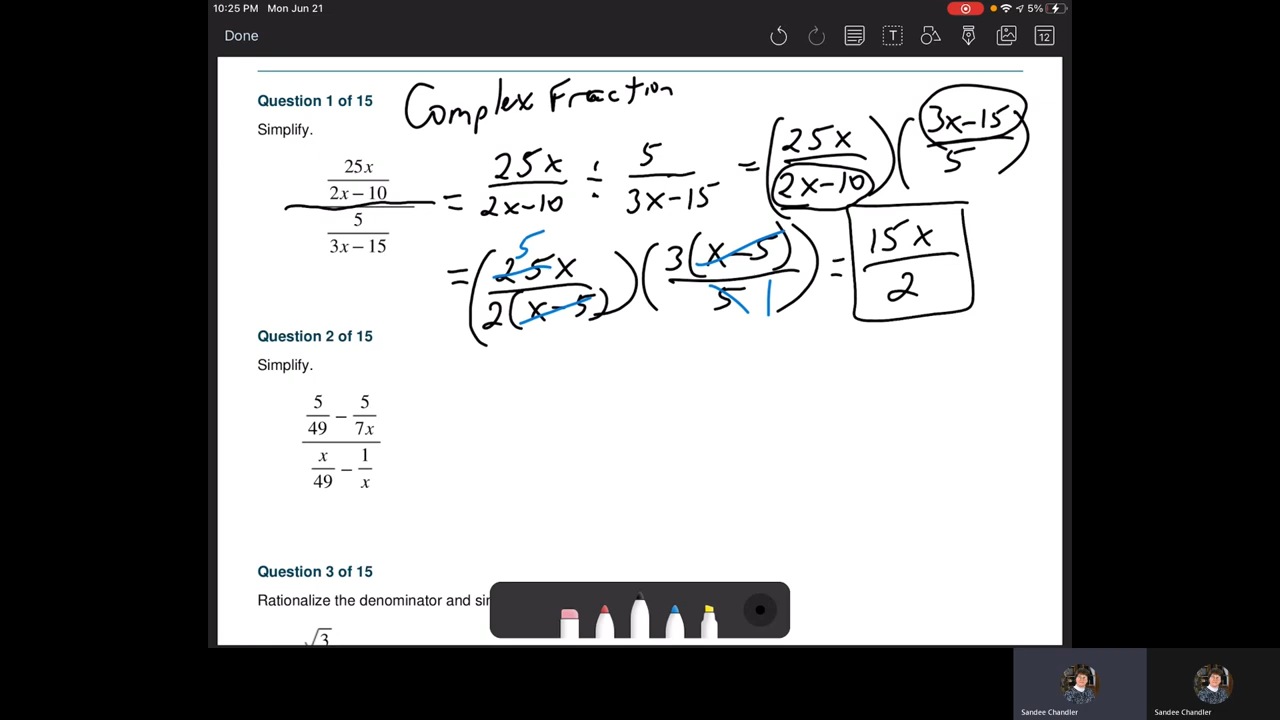 10:25 PM Mon Jun 21 5%
Done 12
Question 1 of 15
Complex Fraction
Simplify.
25x
2x − 10
5
3x − 15
= 25x/2x-10 ÷ 5/3x-15 = (25x/2x-10)(3x-15/5)
= (25x/2(x-5))(3(x-5)/5) = 15x/2
5
1
Question 2 of 15
Simplify.
5/49 − 5/7x
x/49 − 1/x
Question 3 of 15
Rationalize the denominator and
√3
Sandee Chandler Sandee Chandler